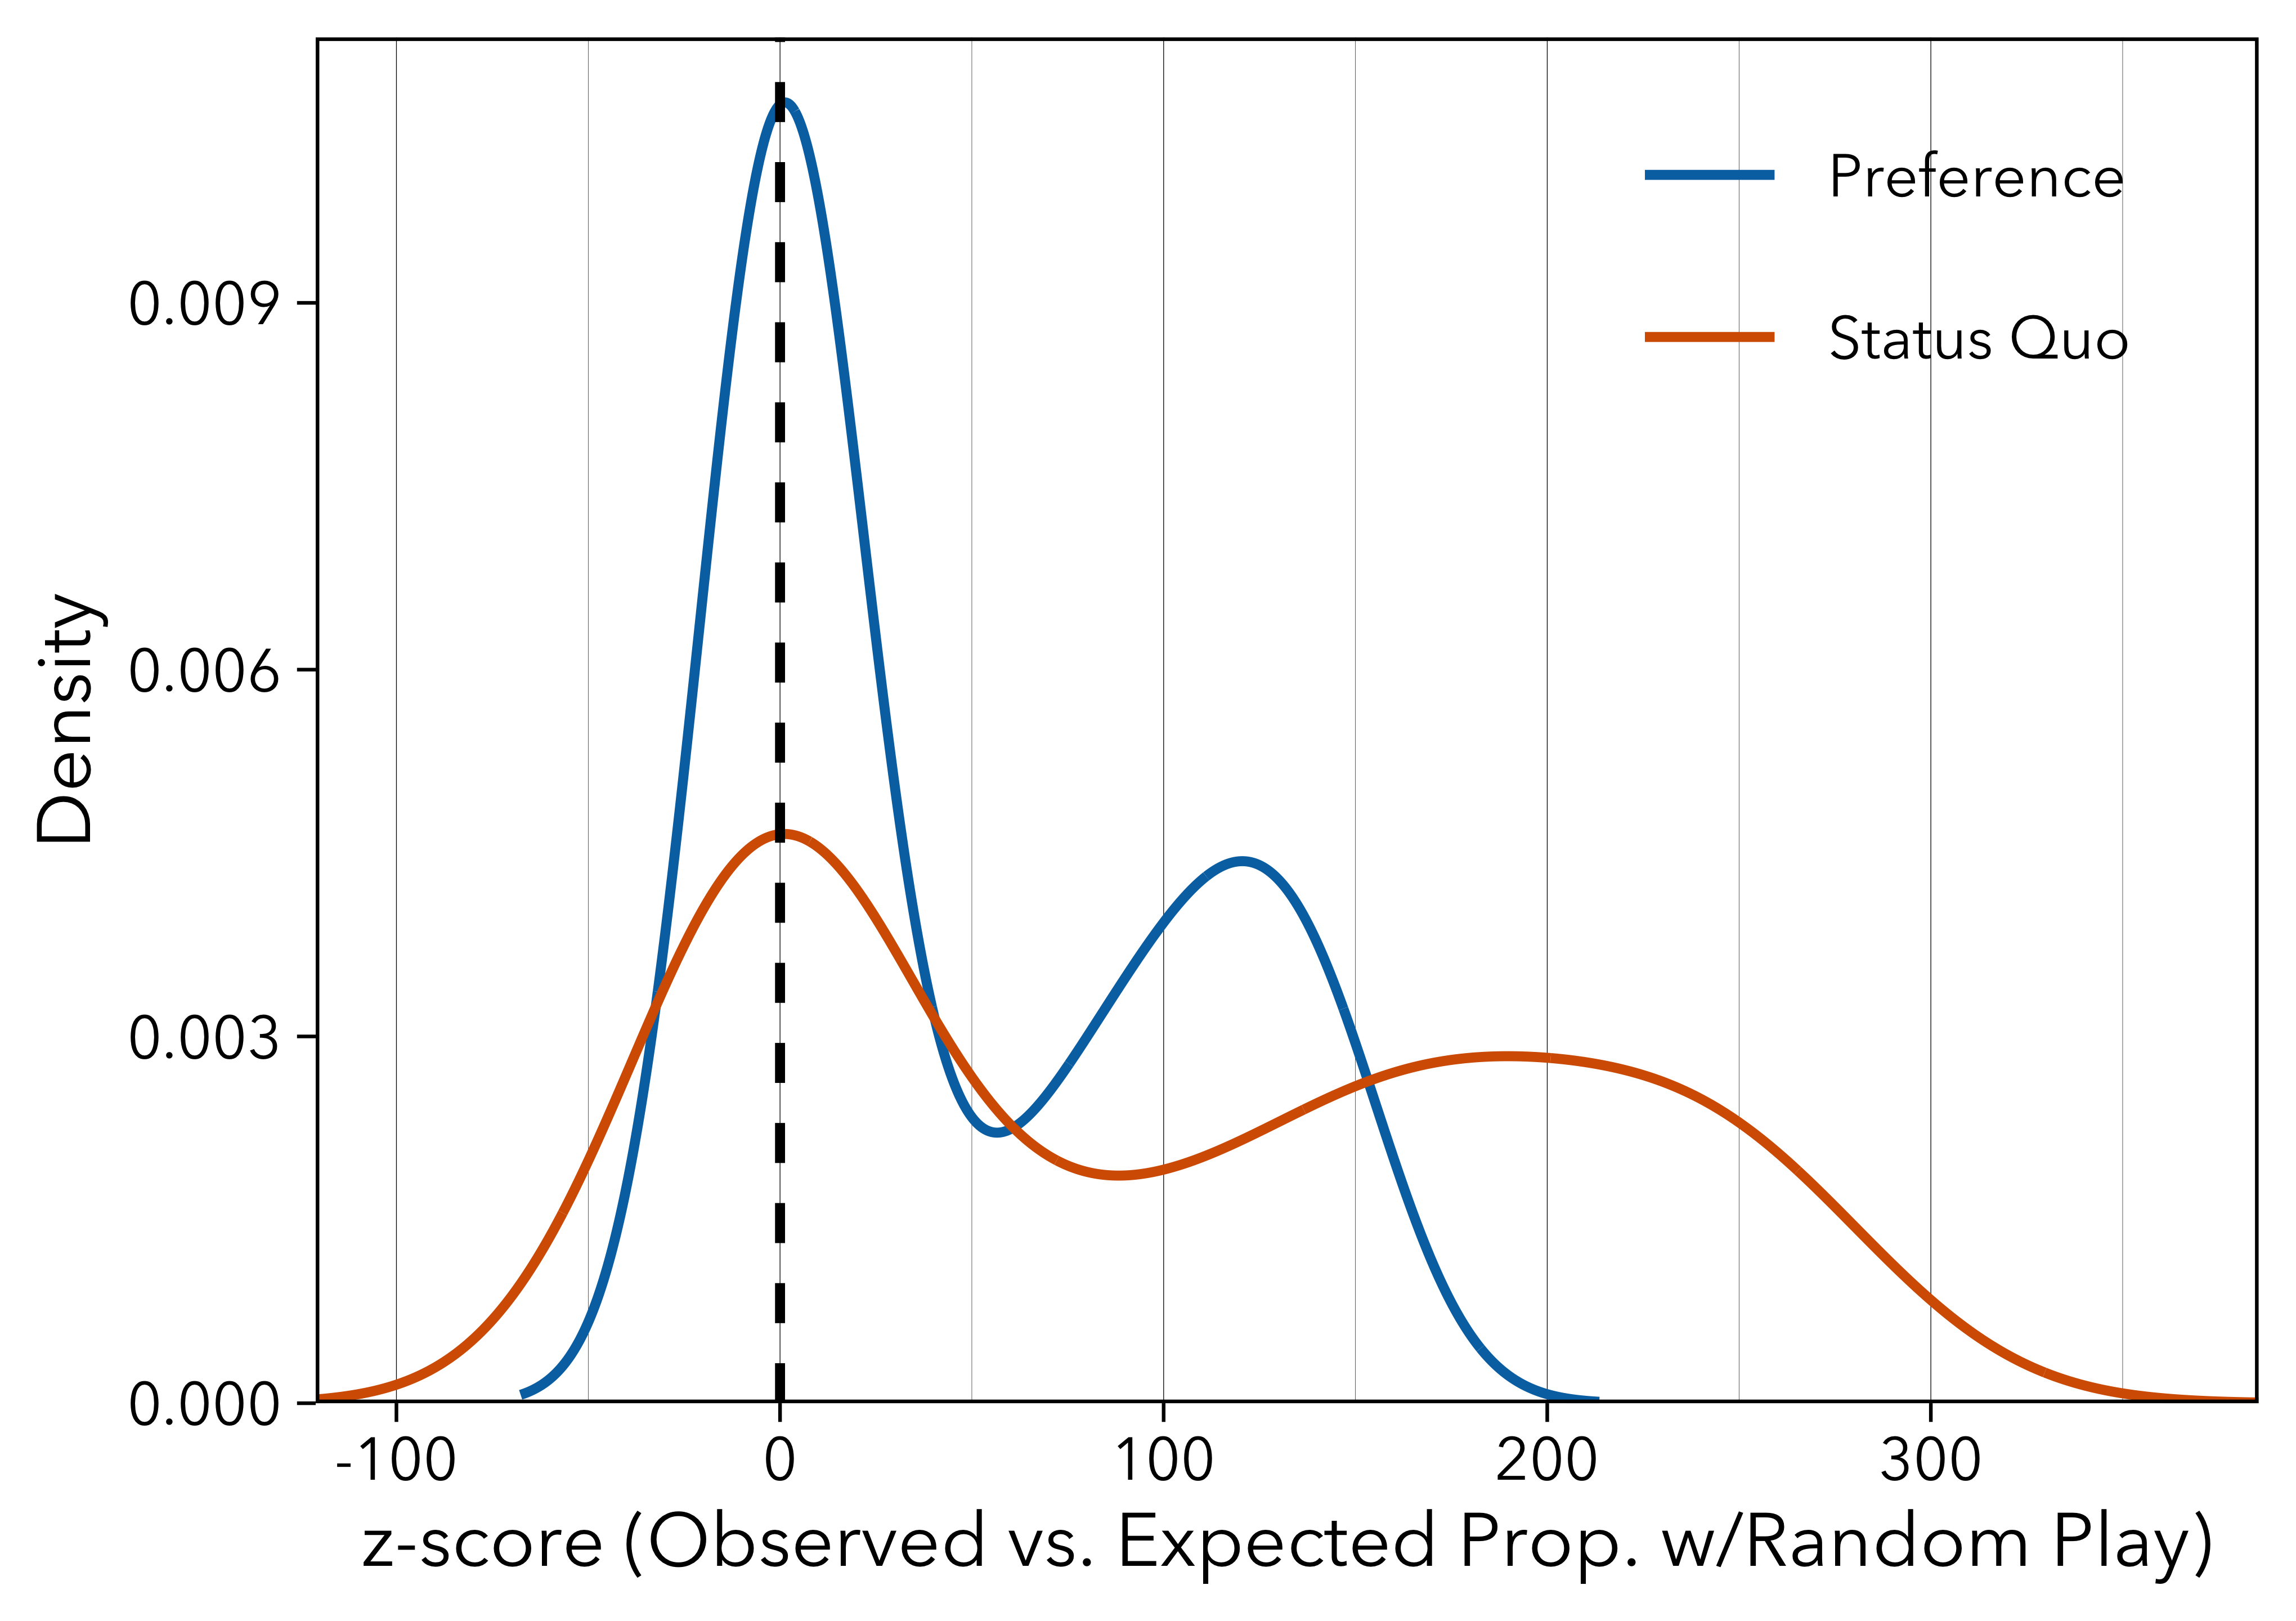 Preference
Status Quo
Density
0.009
0.006
0.003
0.000
-100 0 100 200 300
z-score (Observed vs. Expected Prop. w/Random Play)